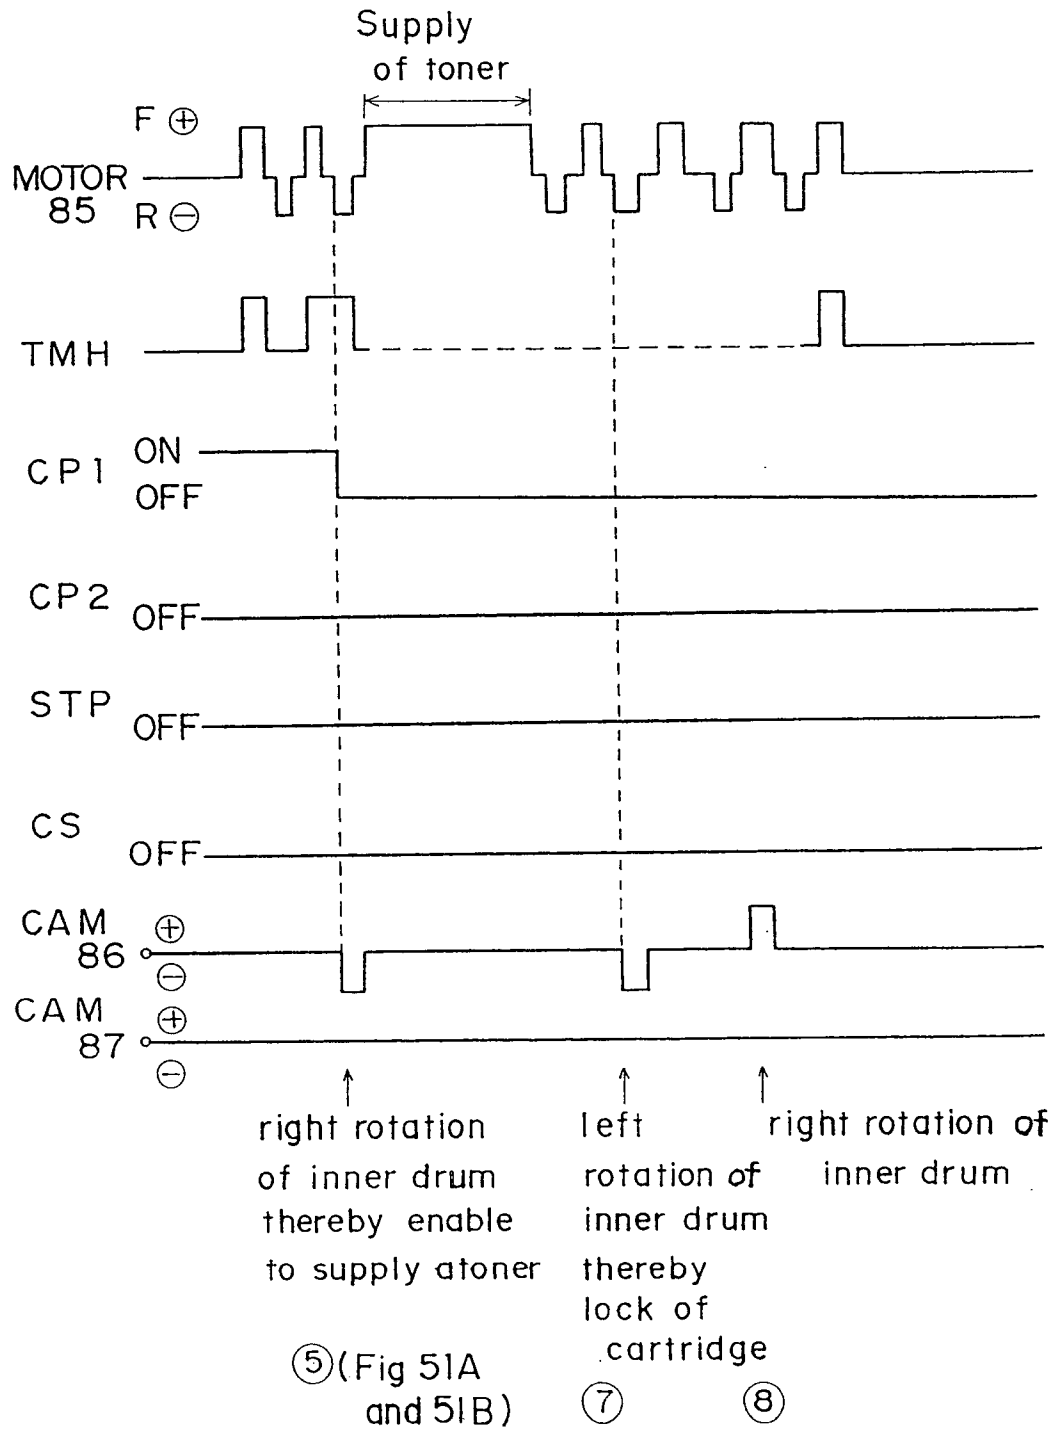 Supply
of toner
F ⊕
MOTOR
85
R ⊖
TMH
CP1
ON
OFF
CP2
OFF
STP
OFF
CS
OFF
CAM
86
⊕
⊖
CAM
87
⊕
⊖
right rotation
of inner drum
thereby enable
to supply atoner
⑤ (Fig 51A
and 51B)
left
rotation of
inner drum
thereby
lock of
cartridge
⑦
right rotation of
inner drum
⑧